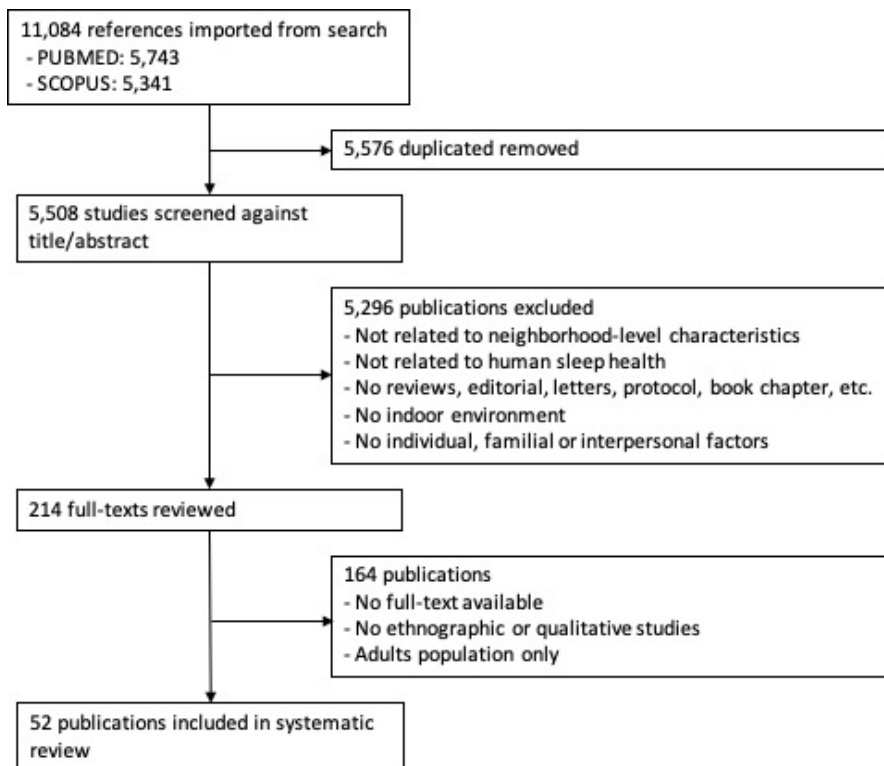 11,084 references imported from search
- PUBMED: 5,743
- SCOPUS: 5,341
5,576 duplicated removed
5,508 studies screened against
title/abstract
5,296 publications excluded
- Not related to neighborhood-level characteristics
- Not related to human sleep health
- No reviews, editorial, letters, protocol, book chapter, etc.
- No indoor environment
- No individual, familial or interpersonal factors
214 full-texts reviewed
164 publications
- No full-text available
- No ethnographic or qualitative studies
- Adults population only
52 publications included in systematic
review